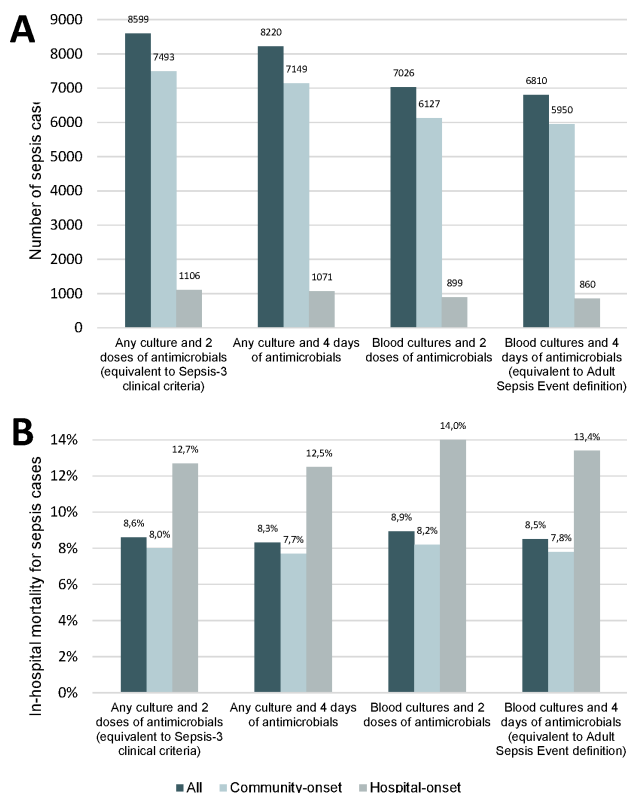 A
9000
8000
7000
6000
5000
4000
3000
2000
1000
0
Number of sepsis case
8599
7493
1106
8220
7149
1071
7026
6127
899
6810
5950
860
Any culture and 2
doses of antimicrobials
(equivalent to Sepsis-3
clinical criteria)
Any culture and 4 days
of antimicrobials
Blood cultures and 2
doses of antimicrobials
Blood cultures and 4
days of antimicrobials
(equivalent to Adult
Sepsis Event definition)
B
14%
12%
10%
8%
6%
4%
2%
0%
In-hospital mortality for sepsis cases
8,6%
8,0%
12,7%
8,3%
7,7%
12,5%
8,9%
8,2%
14,0%
8,5%
7,8%
13,4%
Any culture and 2
doses of antimicrobials
(equivalent to Sepsis-3
clinical criteria)
Any culture and 4 days
of antimicrobials
Blood cultures and 2
doses of antimicrobials
Blood cultures and 4
days of antimicrobials
(equivalent to Adult
Sepsis Event definition)
All Community-onset Hospital-onset